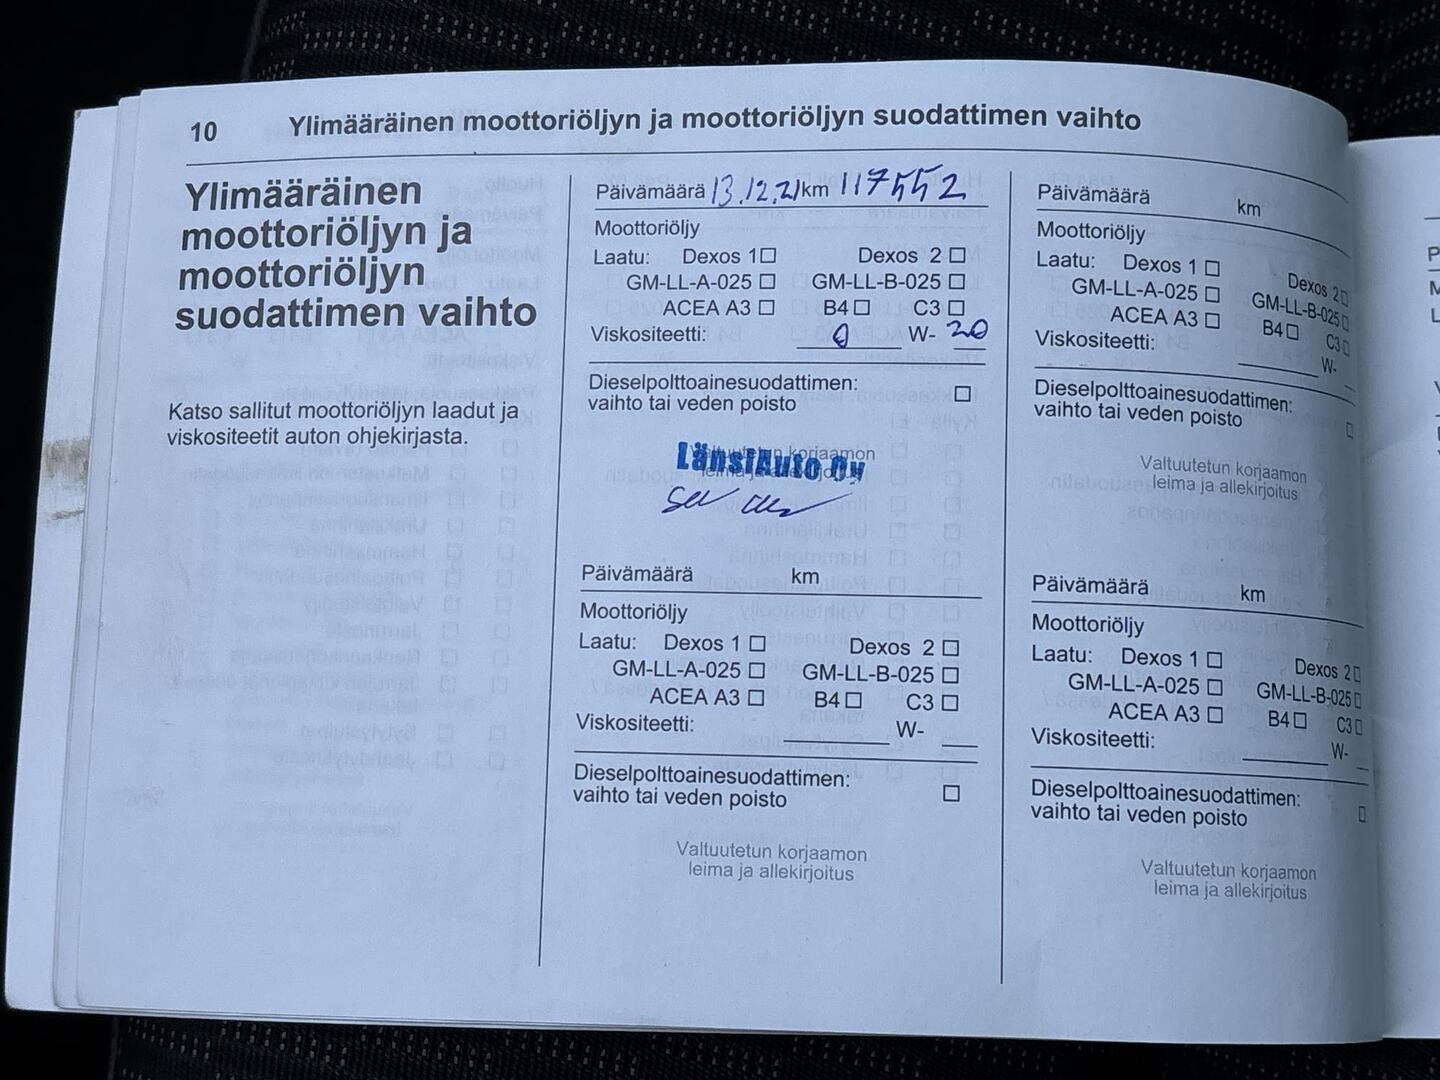 10 Ylimääräinen moottoriöljyn ja moottoriöljyn suodattimen vaihto
Ylimääräinen
moottoriöljyn ja
moottoriöljyn
suodattimen vaihto
Katso sallitut moottoriöljyn laadut ja
viskositeetit auton ohjekirjasta.
Päivämäärä 13.12.21 km 117552
Moottoriöljy
Laatu: Dexos 1 Dexos 2
GM-LL-A-025 GM-LL-B-025
ACEA A3 B4 C3
Viskositeetti: 0 W- 20
Dieselpolttoainesuodattimen:
vaihto tai veden poisto
Valtuutetun korjaamon
leima ja allekirjoitus
LänsiAuto Oy
Päivämäärä km
Moottoriöljy
Laatu: Dexos 1 Dexos 2
GM-LL-A-025 GM-LL-B-025
ACEA A3 B4 C3
Viskositeetti: W-
Dieselpolttoainesuodattimen:
vaihto tai veden poisto
Valtuutetun korjaamon
leima ja allekirjoitus
Päivämäärä km
Moottoriöljy
Laatu: Dexos 1 Dexos 2
GM-LL-A-025 GM-LL-B-025
ACEA A3 B4 C3
Viskositeetti: W-
Dieselpolttoainesuodattimen:
vaihto tai veden poisto
Valtuutetun korjaamon
leima ja allekirjoitus
Päivämäärä km
Moottoriöljy
Laatu: Dexos 1 Dexos 2
GM-LL-A-025 GM-LL-B-025
ACEA A3 B4 C3
Viskositeetti: W-
Dieselpolttoainesuodattimen:
vaihto tai veden poisto
Valtuutetun korjaamon
leima ja allekirjoitus